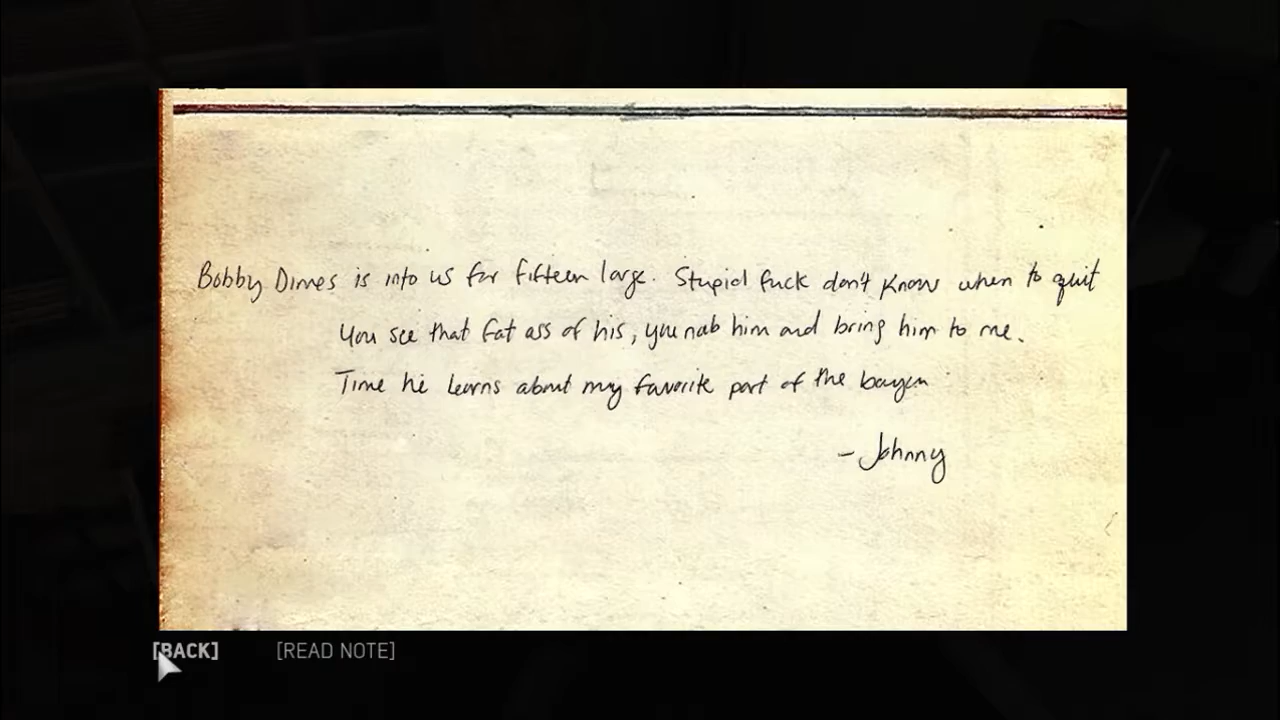 Bobby Dimes is into us for fifteen large. Stupid fuck don't know when to quit
You see that fat ass of his, you nab him and bring him to me.
Time he learns about my favorite part of the bayou
- Johnny
[BACK] [READ NOTE]